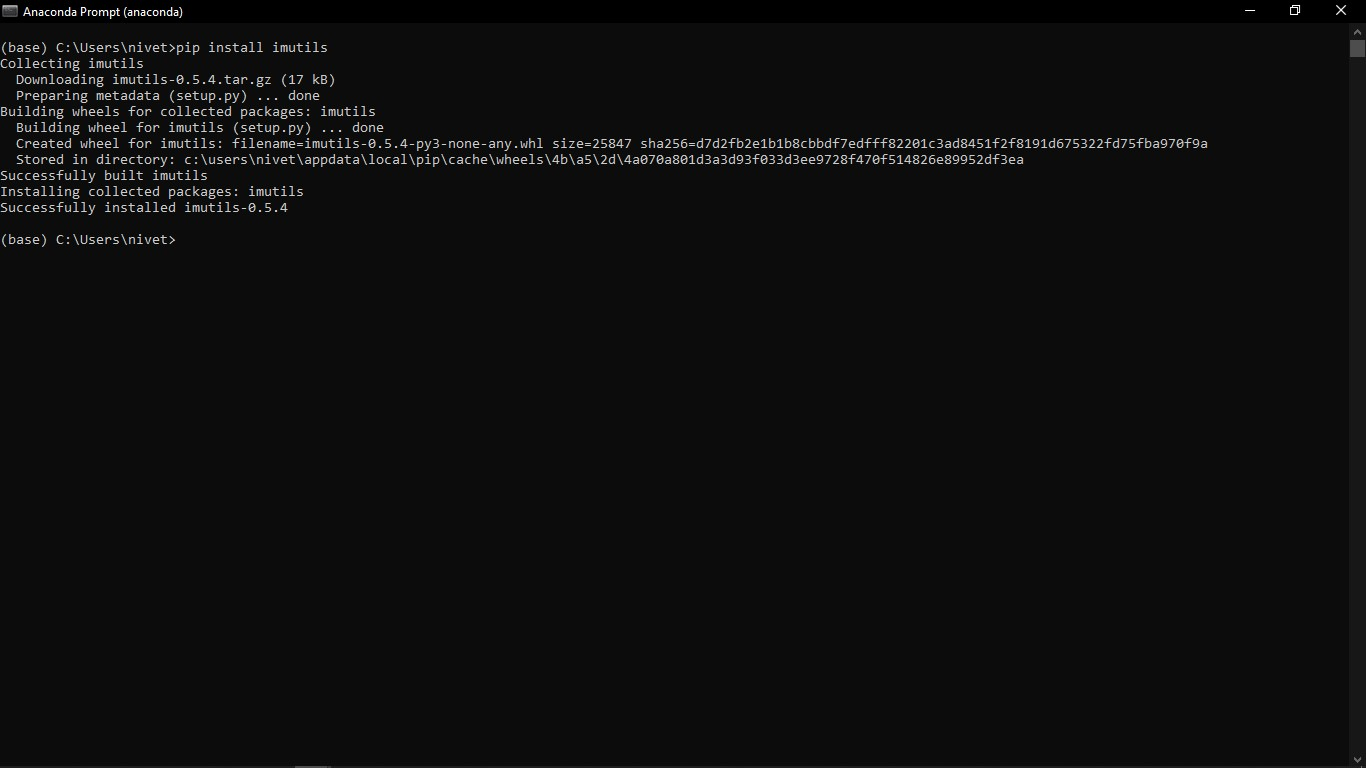 Anaconda Prompt (anaconda)
(base) C:\Users\nivet>pip install imutils
Collecting imutils
  Downloading imutils-0.5.4.tar.gz (17 kB)
  Preparing metadata (setup.py) ... done
Building wheels for collected packages: imutils
  Building wheel for imutils (setup.py) ... done
  Created wheel for imutils: filename=imutils-0.5.4-py3-none-any.whl size=25847 sha256=d7d2fb2e1b1b8cbbdf7edfff82201c3ad8451f2f8191d675322fd75fba970f9a
  Stored in directory: c:\users\nivet\appdata\local\pip\cache\wheels\4b\a5\2d\4a070a801d3a3d93f033d3ee9728f470f514826e89952df3ea
Successfully built imutils
Installing collected packages: imutils
Successfully installed imutils-0.5.4
(base) C:\Users\nivet>